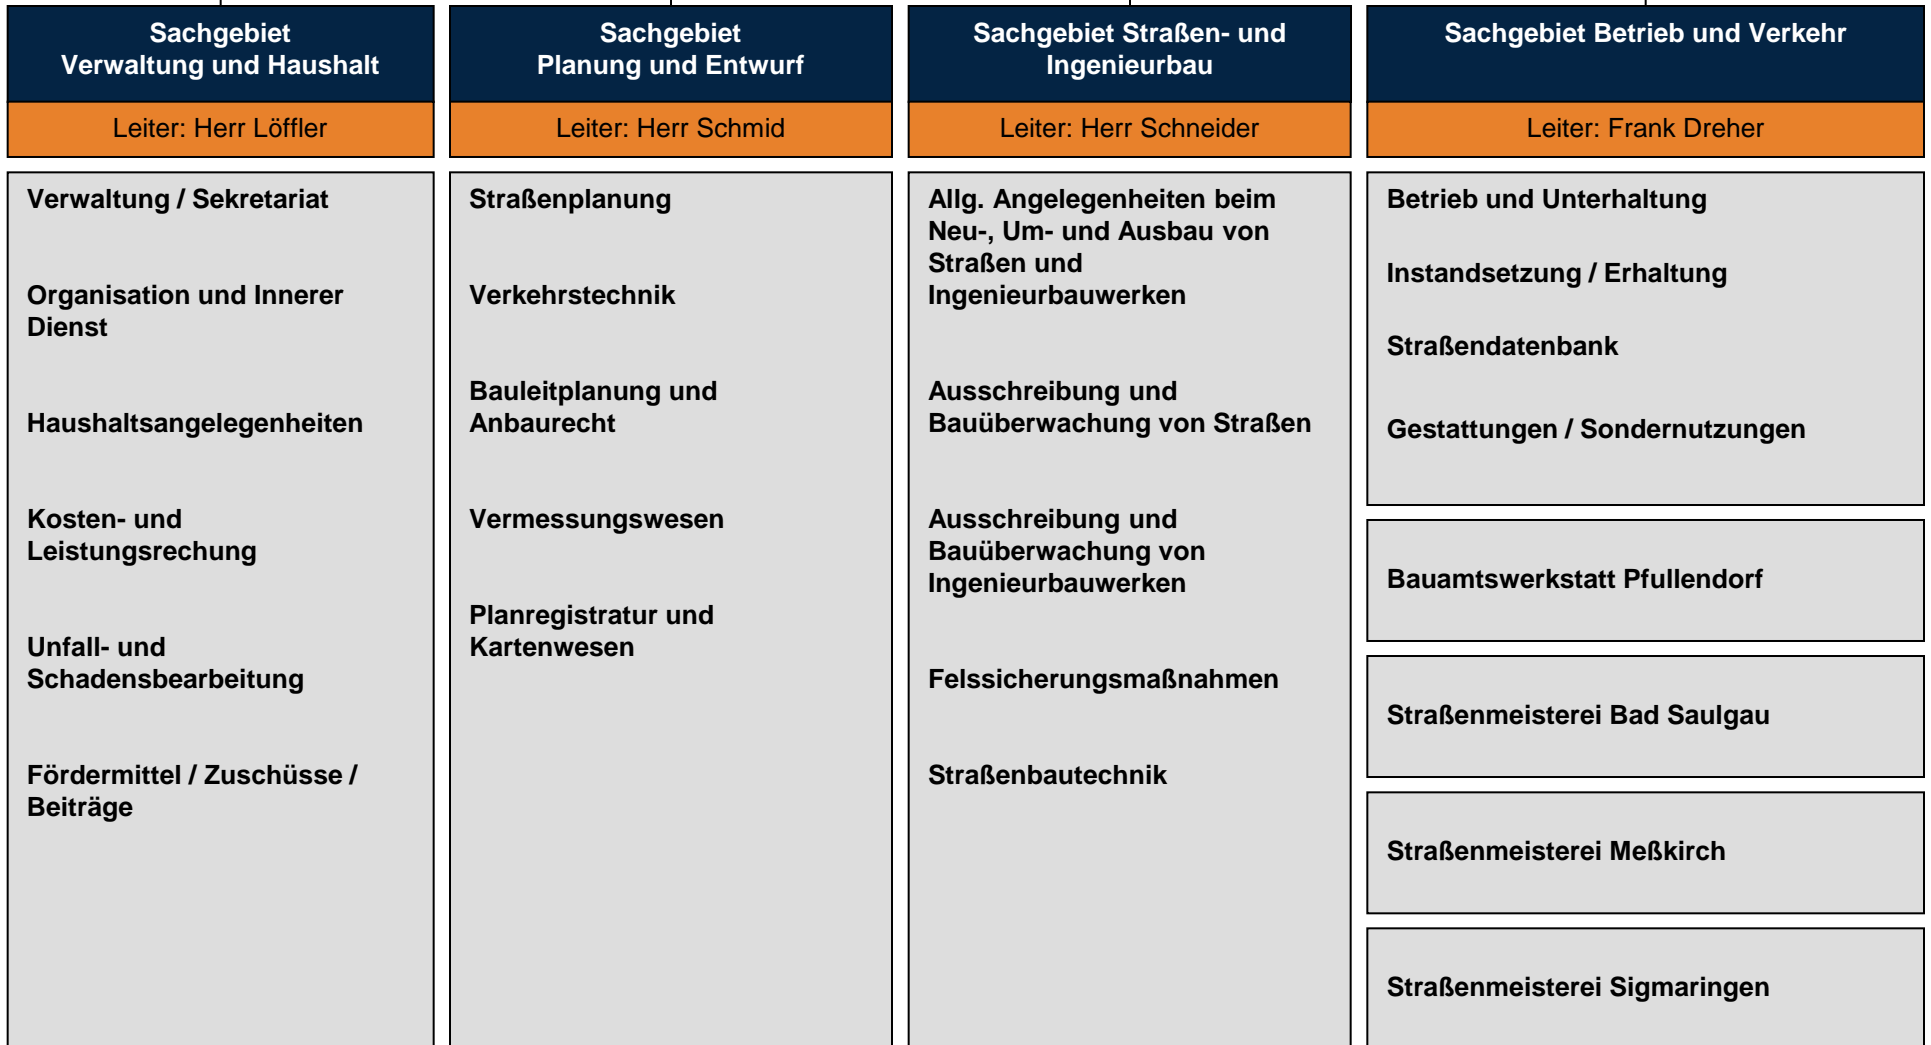 Sachgebiet
Verwaltung und Haushalt
Leiter: Herr Löffler
Verwaltung / Sekretariat
Organisation und Innerer
Dienst
Haushaltsangelegenheiten
Kosten- und
Leistungsrechung
Unfall- und
Schadensbearbeitung
Fördermittel / Zuschüsse /
Beiträge
Sachgebiet
Planung und Entwurf
Leiter: Herr Schmid
Straßenplanung
Verkehrstechnik
Bauleitplanung und
Anbaurecht
Vermessungswesen
Planregistratur und
Kartenwesen
Sachgebiet Straßen- und
Ingenieurbau
Leiter: Herr Schneider
Allg. Angelegenheiten beim
Neu-, Um- und Ausbau von
Straßen und
Ingenieurbauwerken
Ausschreibung und
Bauüberwachung von Straßen
Ausschreibung und
Bauüberwachung von
Ingenieurbauwerken
Felssicherungsmaßnahmen
Straßenbautechnik
Sachgebiet Betrieb und Verkehr
Leiter: Frank Dreher
Betrieb und Unterhaltung
Instandsetzung / Erhaltung
Straßendatenbank
Gestattungen / Sondernutzungen
Bauamtswerkstatt Pfullendorf
Straßenmeisterei Bad Saulgau
Straßenmeisterei Meßkirch
Straßenmeisterei Sigmaringen